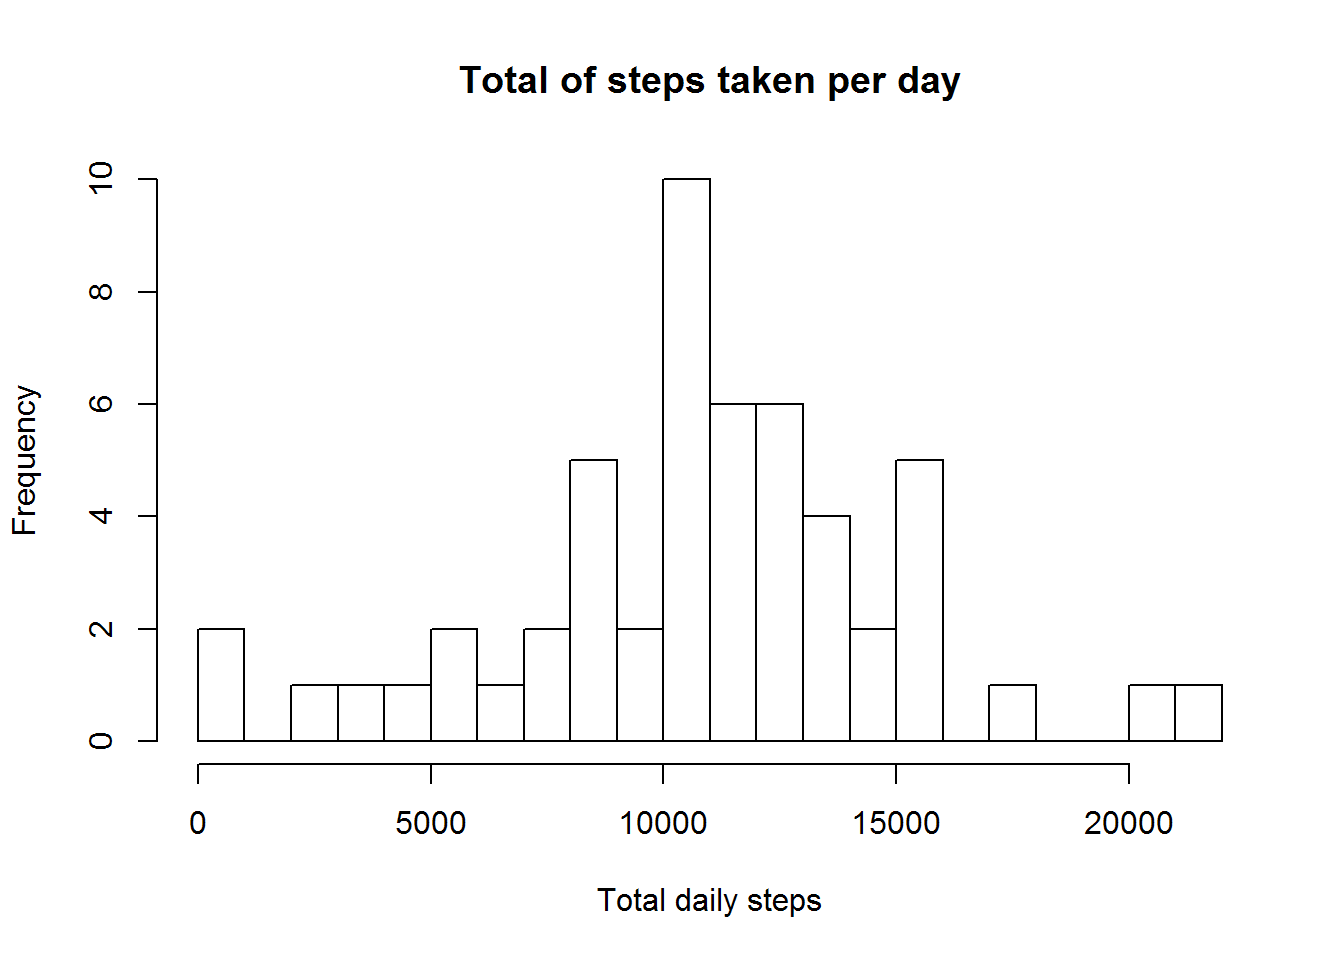 Total of steps taken per day
Frequency
10
8
6
4
2
0
0 5000 10000 15000 20000
Total daily steps